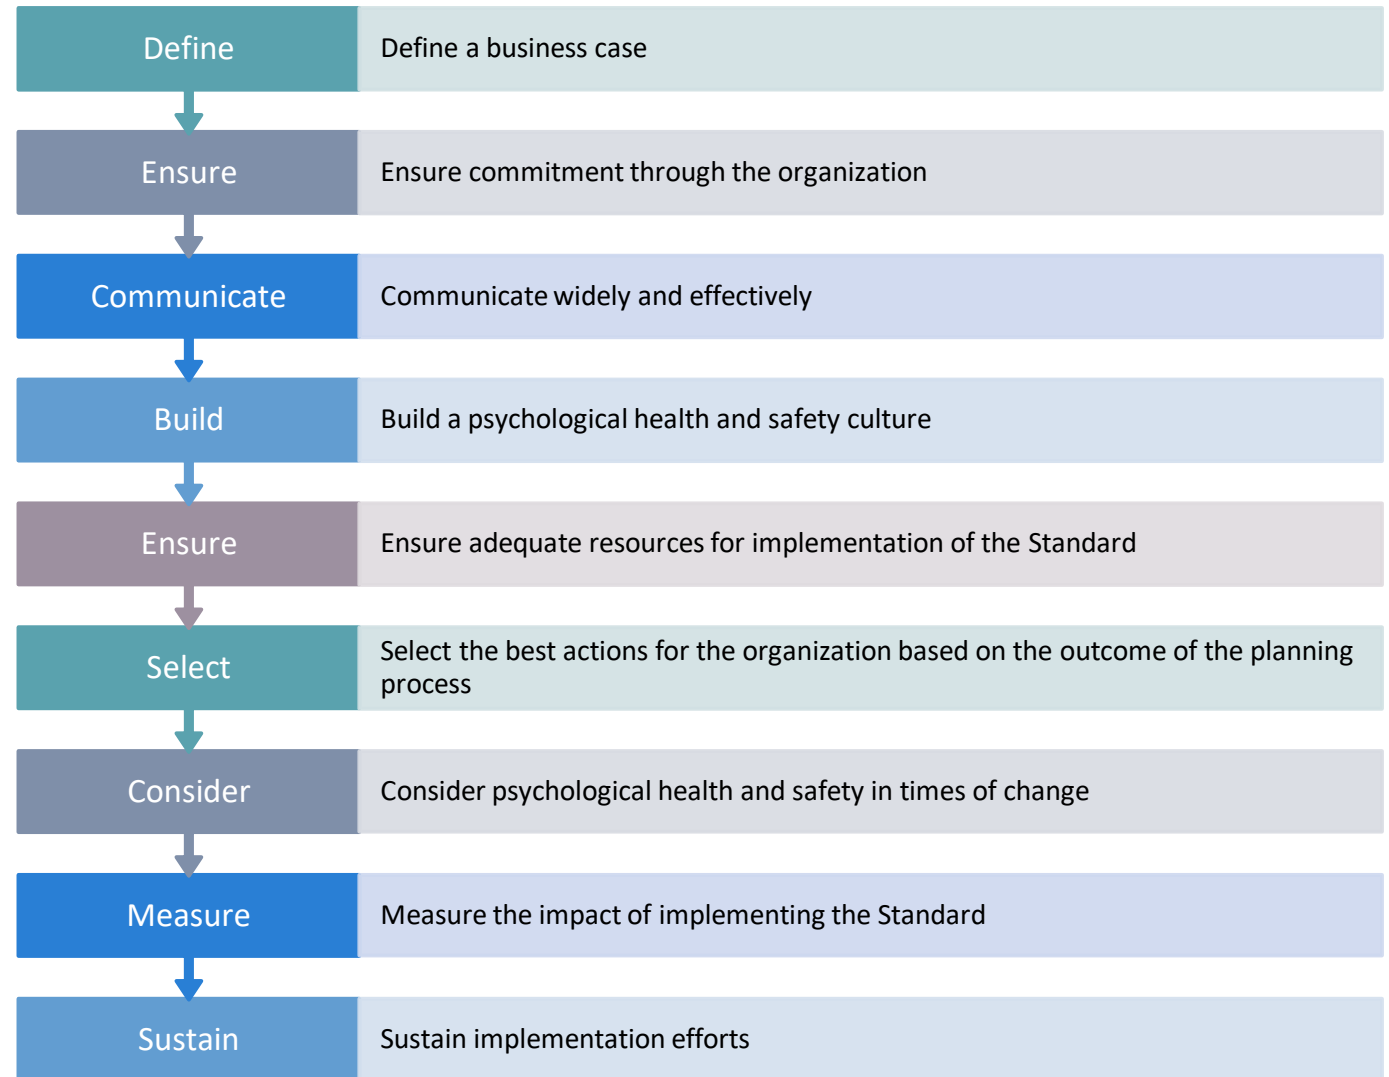 Define
Define a business case
Ensure
Ensure commitment through the organization
Communicate
Communicate widely and effectively
Build
Build a psychological health and safety culture
Ensure
Ensure adequate resources for implementation of the Standard
Select
Select the best actions for the organization based on the outcome of the planning
process
Consider
Consider psychological health and safety in times of change
Measure
Measure the impact of implementing the Standard
Sustain
Sustain implementation efforts